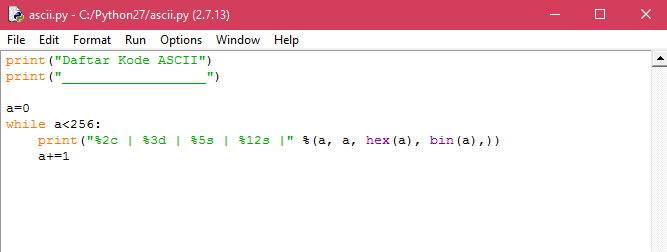 ascii.py - C:/Python27/ascii.py (2.7.13)
File Edit Format Run Options Window Help
print("Daftar Kode ASCII")
print("___________________")
a=0
while a<256:
    print("%2c | %3d | %5s | %12s |" %(a, a, hex(a), bin(a),))
    a+=1